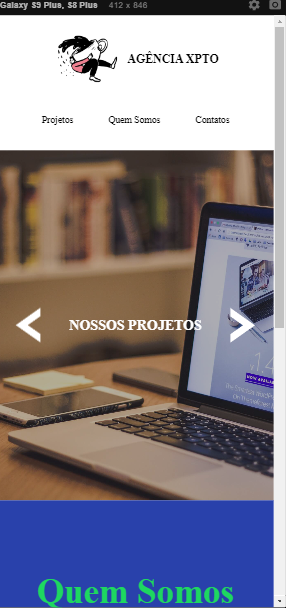 Galaxy S9 Plus, S8 Plus 412 x 846
AGÊNCIA XPTO
Projetos Quem Somos Contatos
NOSSOS PROJETOS
Quem Somos